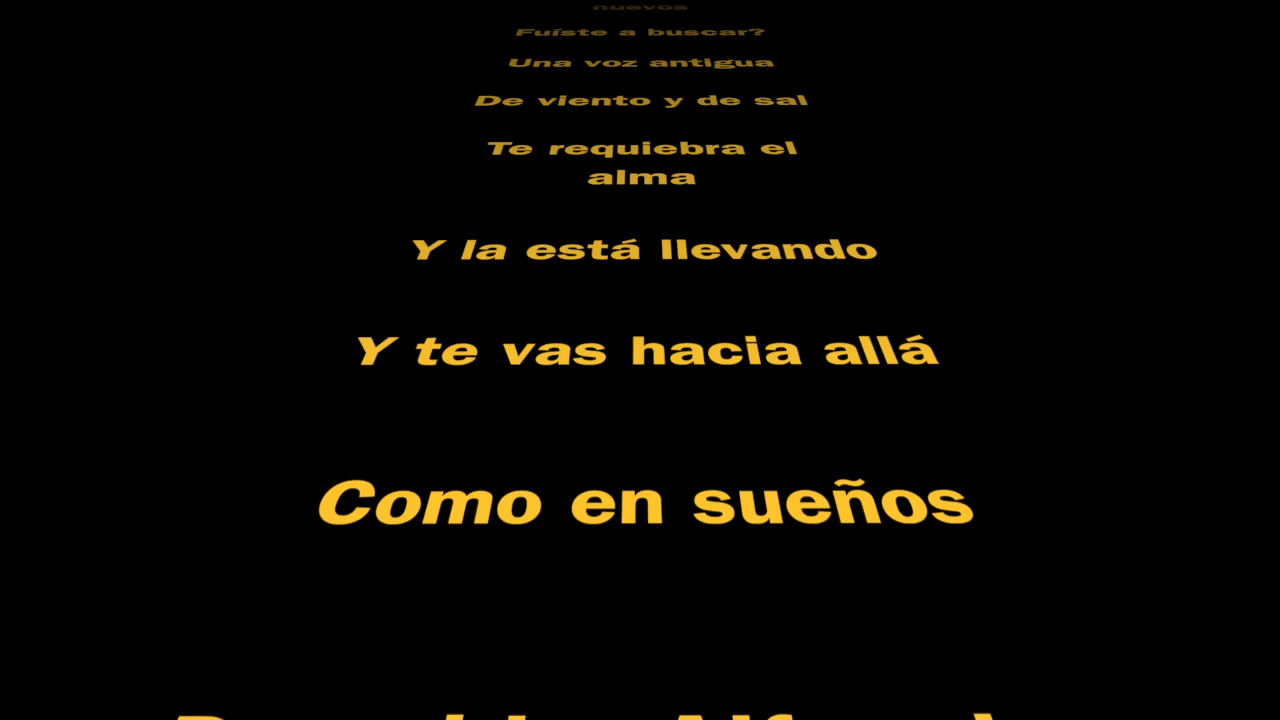 nuevos
Fuíste a buscar?
Una voz antigua
De viento y de sal
Te requiebra el
alma
Y la está llevando
Y te vas hacia allá
Como en sueños